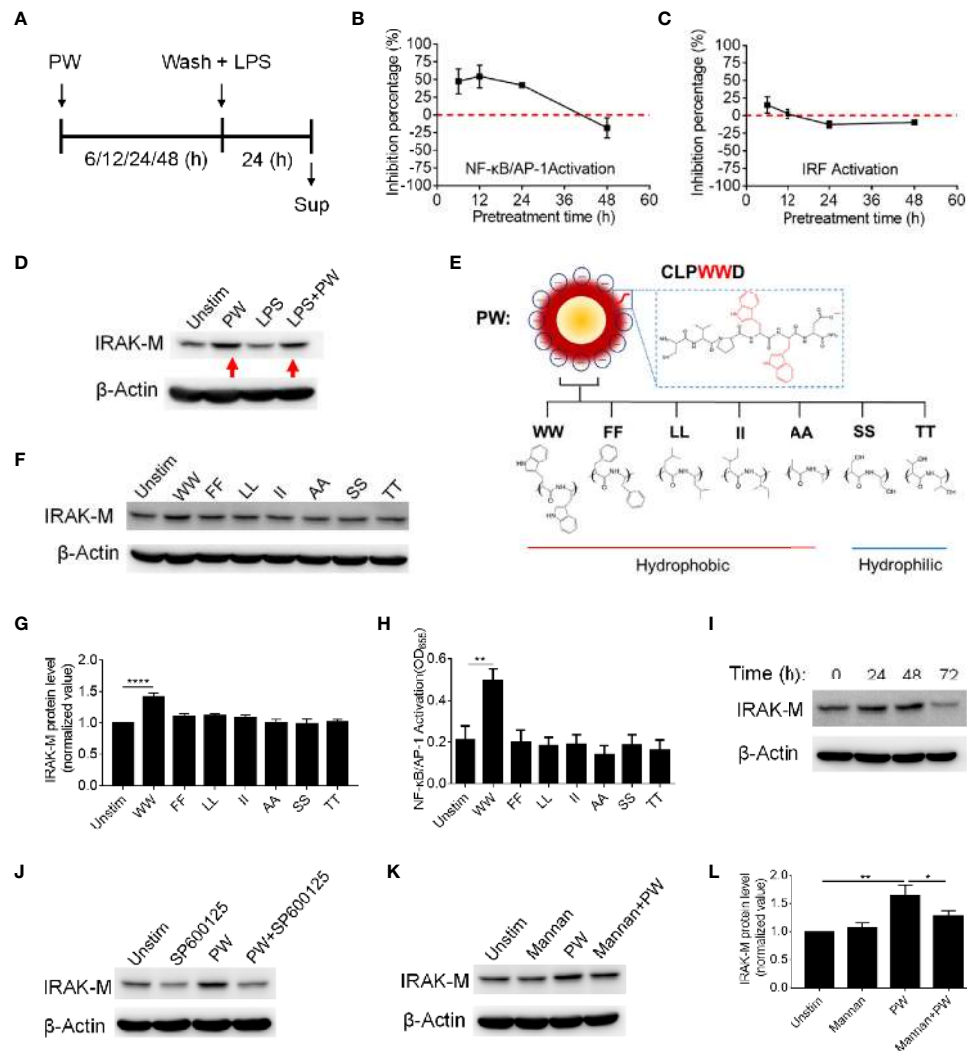 A
PW
Wash + LPS
6/12/24/48 (h)
24 (h)
Sup
B
Inhibition percentage (%)
100
75
50
25
0
-25
-50
-75
-100
NF-κB/AP-1Activation
0 12 24 36 48 60
Pretreatment time (h)
C
Inhibition percentage (%)
100
75
50
25
0
-25
-50
-75
-100
IRF Activation
0 12 24 36 48 60
Pretreatment time (h)
D
Unstim PW LPS LPS+PW
IRAK-M
β-Actin
E
CLPWWD
PW:
WW FF LL II AA SS TT
Hydrophobic
Hydrophilic
F
Unstim WW FF LL II AA SS TT
IRAK-M
β-Actin
G
IRAK-M protein level
(normalized value)
2.0
1.5
1.0
0.5
0.0
****
Unstim WW FF LL II AA SS TT
H
NF-κB/AP-1 Activation(OD655)
0.6
0.4
0.2
0.0
**
Unstim WW FF LL II AA SS TT
I
Time (h): 0 24 48 72
IRAK-M
β-Actin
J
Unstim SP600125 PW PW+SP600125
IRAK-M
β-Actin
K
Unstim Mannan PW Mannan+PW
IRAK-M
β-Actin
L
IRAK-M protein level
(normalized value)
2.0
1.5
1.0
0.5
0.0
** *
Unstim Mannan PW Mannan+PW